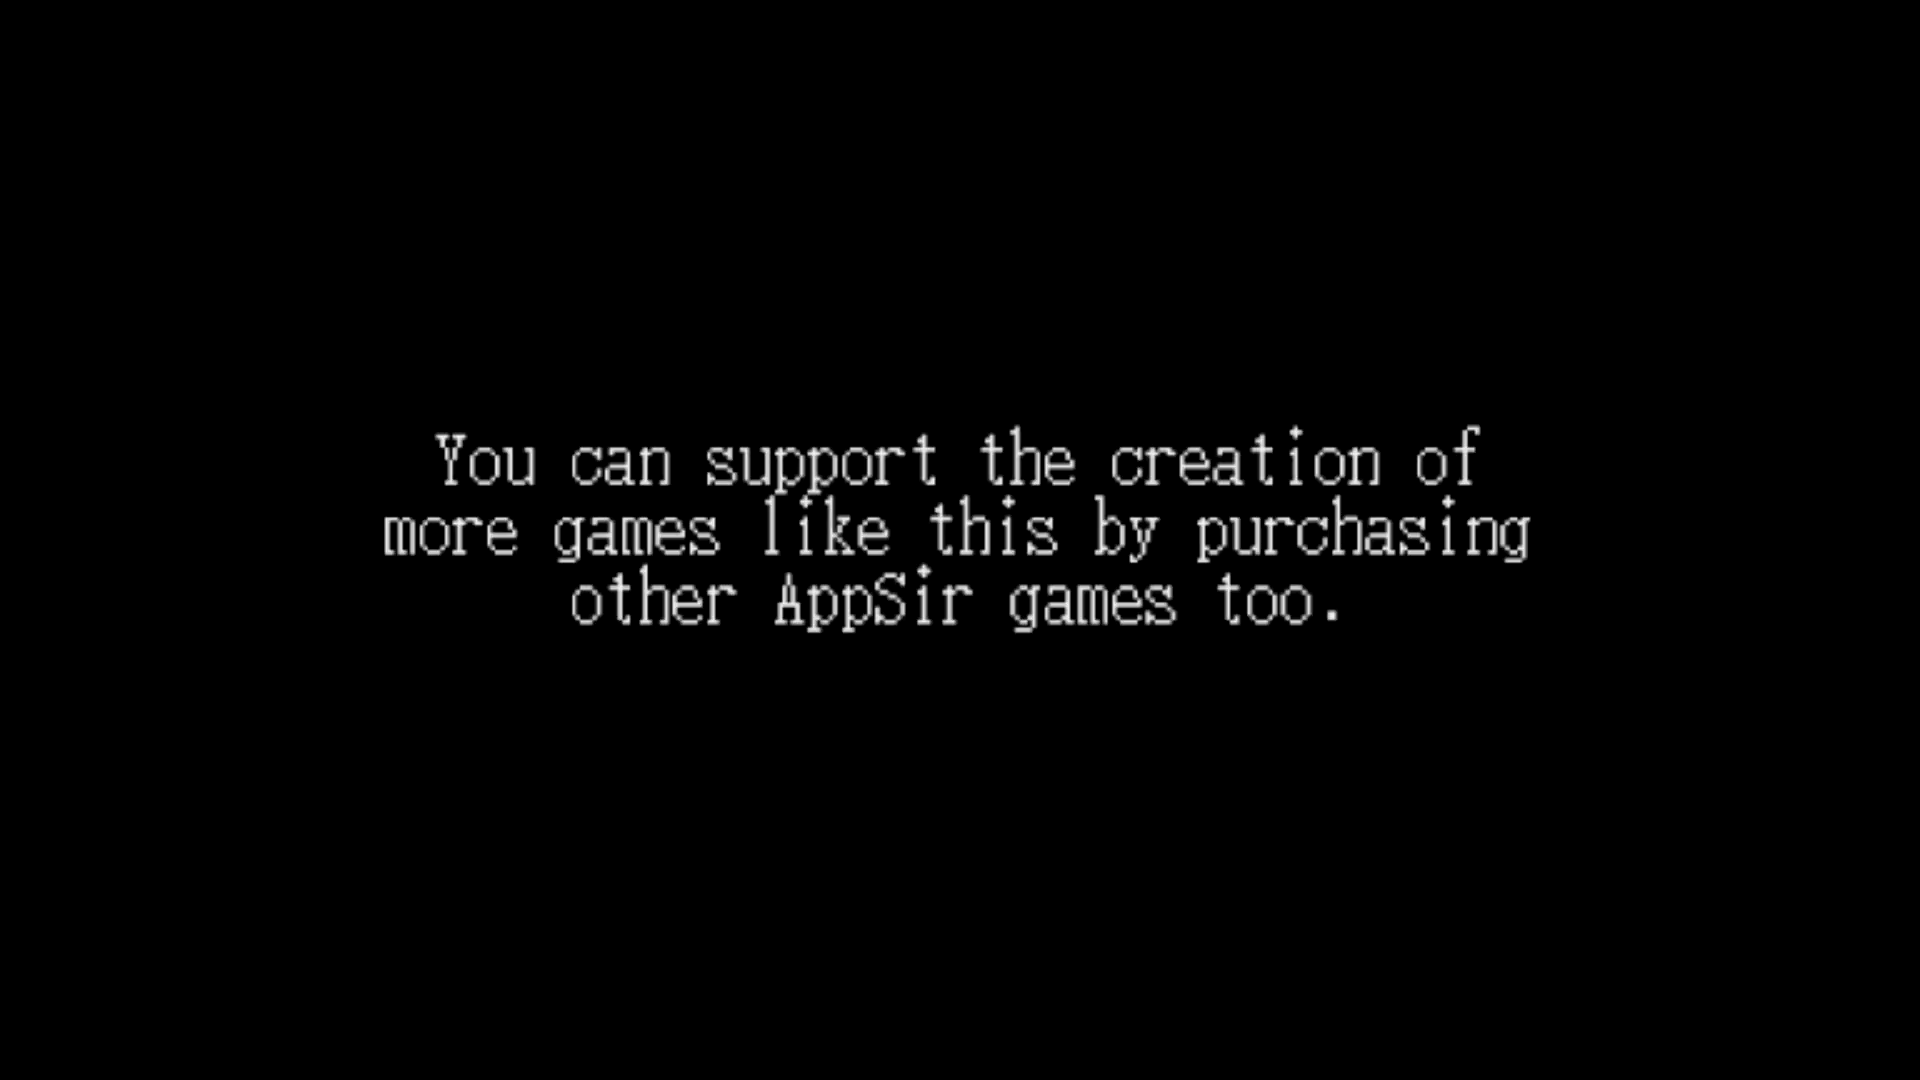 You can support the creation of
more games like this by purchasing
other AppSir games too.